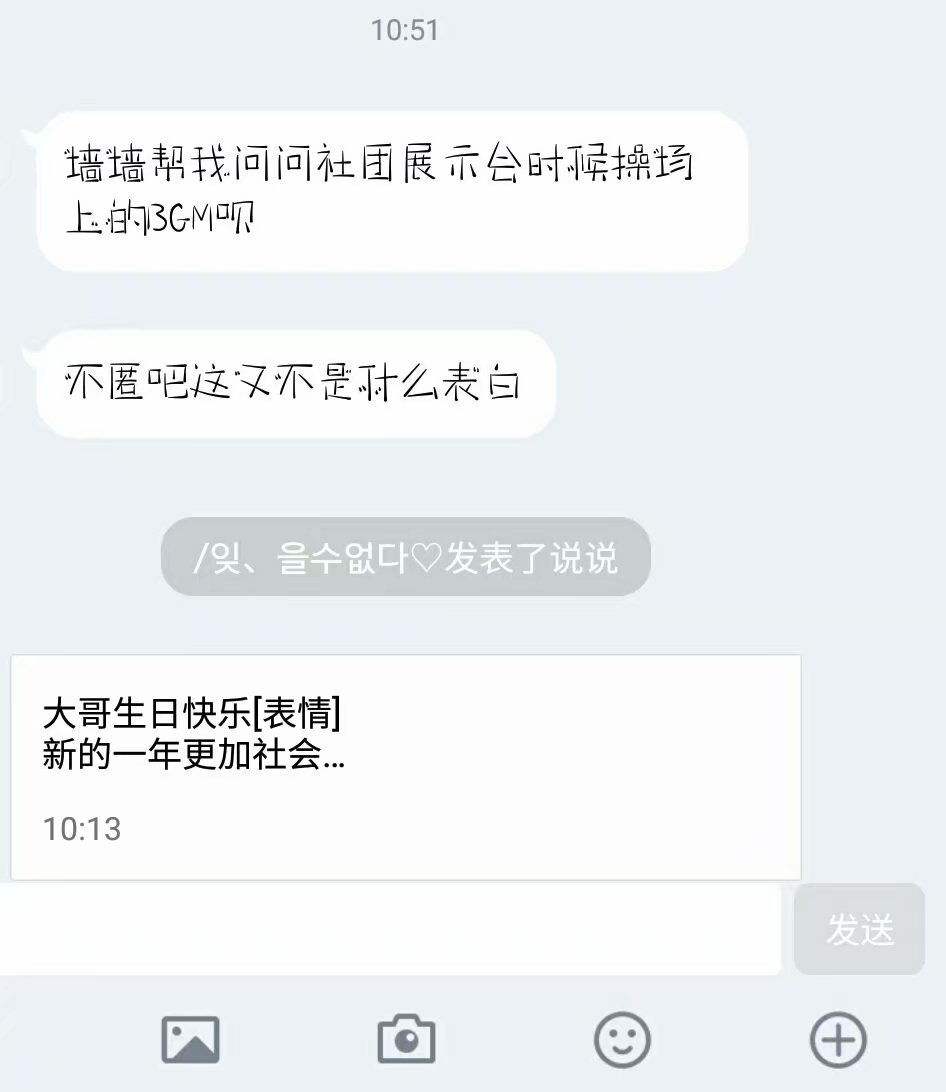 10:51
墙墙帮我问问社团展示台时候操场
上的BGM呗
不匿吧这又不是什么表白
/잊、을수없다♡发表了说说
大哥生日快乐[表情]
新的一年更加社会...
10:13
发送